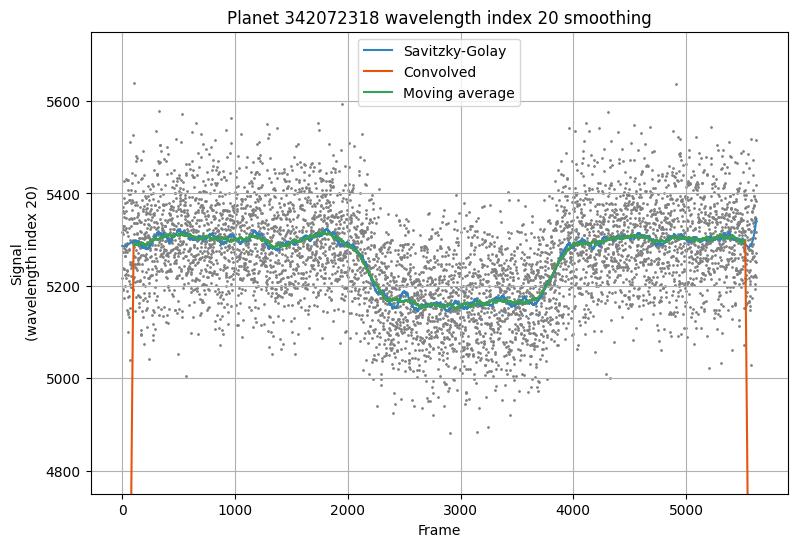 Planet 342072318 wavelength index 20 smoothing
Savitzky-Golay
Convolved
Moving average
Signal
(wavelength index 20)
5600
5400
5200
5000
4800
0 1000 2000 3000 4000 5000
Frame